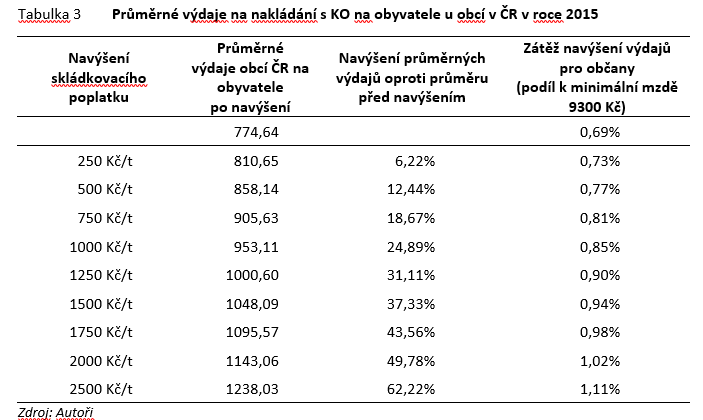 Tabulka 3 Průměrné výdaje na nakládání s KO na obyvatele u obcí v ČR v roce 2015
Navýšení skládkovacího poplatku
Průměrné výdaje obcí ČR na obyvatele po navýšení
Navýšení průměrných výdajů oproti průměru před navýšením
Zátěž navýšení výdajů pro občany (podíl k minimální mzdě 9300 Kč)
774,64 0,69%
250 Kč/t 810,65 6,22% 0,73%
500 Kč/t 858,14 12,44% 0,77%
750 Kč/t 905,63 18,67% 0,81%
1000 Kč/t 953,11 24,89% 0,85%
1250 Kč/t 1000,60 31,11% 0,90%
1500 Kč/t 1048,09 37,33% 0,94%
1750 Kč/t 1095,57 43,56% 0,98%
2000 Kč/t 1143,06 49,78% 1,02%
2500 Kč/t 1238,03 62,22% 1,11%
Zdroj: Autoři